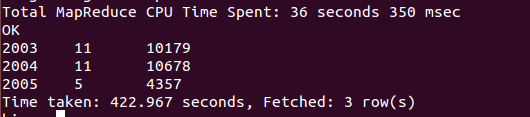 Total MapReduce CPU Time Spent: 36 seconds 350 msec
OK
2003 11 10179
2004 11 10678
2005 5 4357
Time taken: 422.967 seconds, Fetched: 3 row(s)